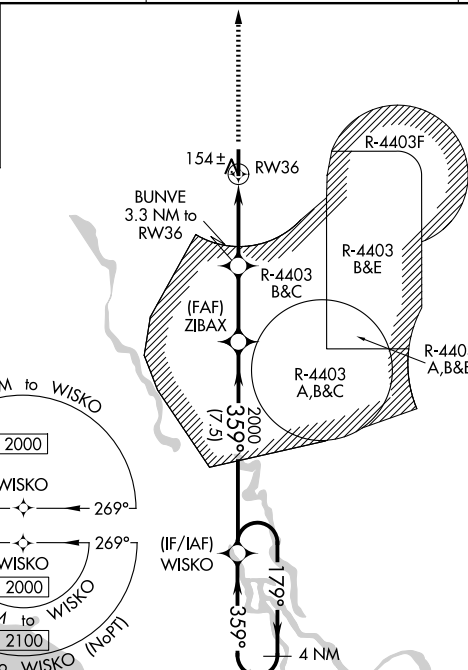 154 ±
RW36
R-4403F
BUNVE
3.3 NM to
RW36
R-4403
B&E
R-4403
B&C
(FAF)
ZIBAX
R-4403
A,B&C
A,B&E
2000
359°
(7.5)
to WISKO
2000
WISKO
269°
269°
WISKO
2000
to WISKO
2100
WISKO (NoPT)
(IF/IAF)
WISKO
179°
359°
4 NM